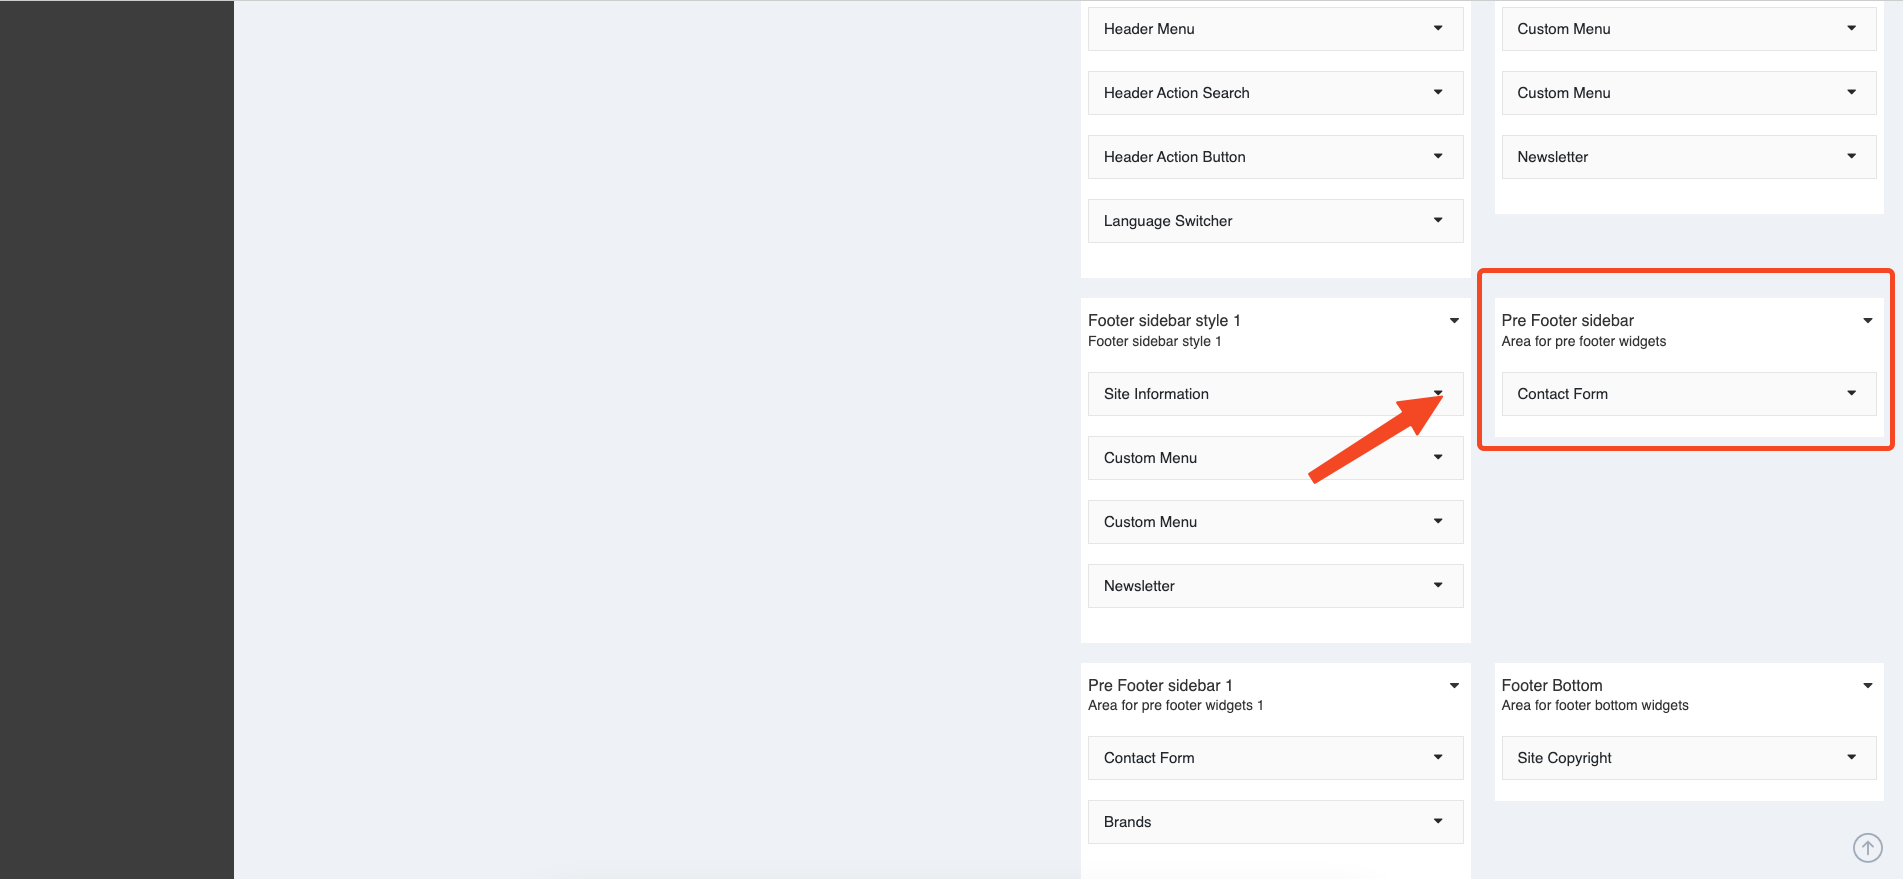 Header Menu
Header Action Search
Header Action Button
Language Switcher
Custom Menu
Custom Menu
Newsletter
Footer sidebar style 1
Footer sidebar style 1
Site Information
Custom Menu
Custom Menu
Newsletter
Pre Footer sidebar
Area for pre footer widgets
Contact Form
Pre Footer sidebar 1
Area for pre footer widgets 1
Contact Form
Brands
Footer Bottom
Area for footer bottom widgets
Site Copyright